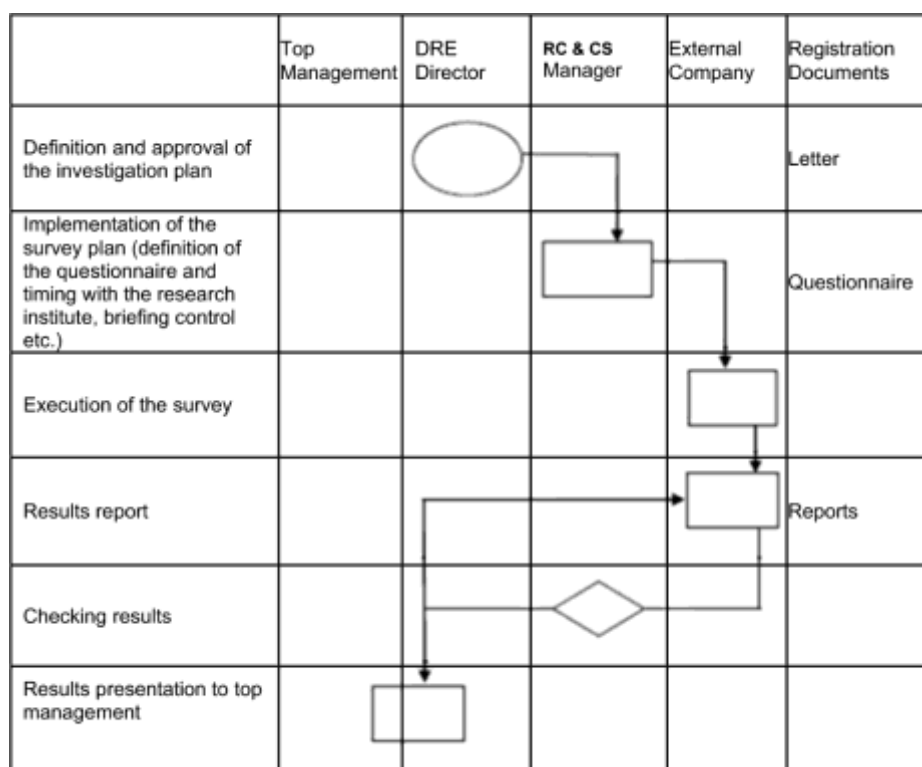 Top
Management
DRE
Director
RC & CS
Manager
External
Company
Registration
Documents
Definition and approval of
the investigation plan
Letter
Implementation of the
survey plan (definition of
the questionnaire and
timing with the research
institute, briefing control
etc.)
Questionnaire
Execution of the survey
Results report
Reports
Checking results
Results presentation to top
management